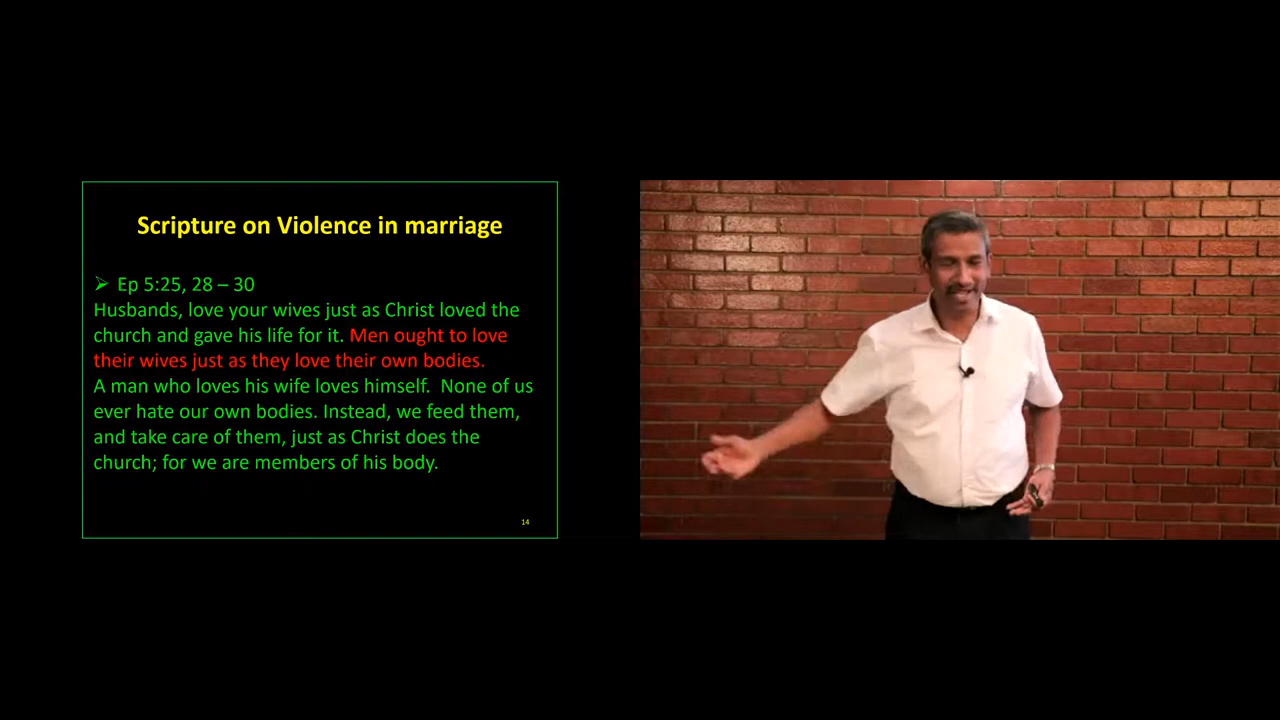 Scripture on Violence in marriage
➢ Ep 5:25, 28 – 30
Husbands, love your wives just as Christ loved the
church and gave his life for it. Men ought to love
their wives just as they love their own bodies.
A man who loves his wife loves himself.  None of us
ever hate our own bodies. Instead, we feed them,
and take care of them, just as Christ does the
church; for we are members of his body.
14